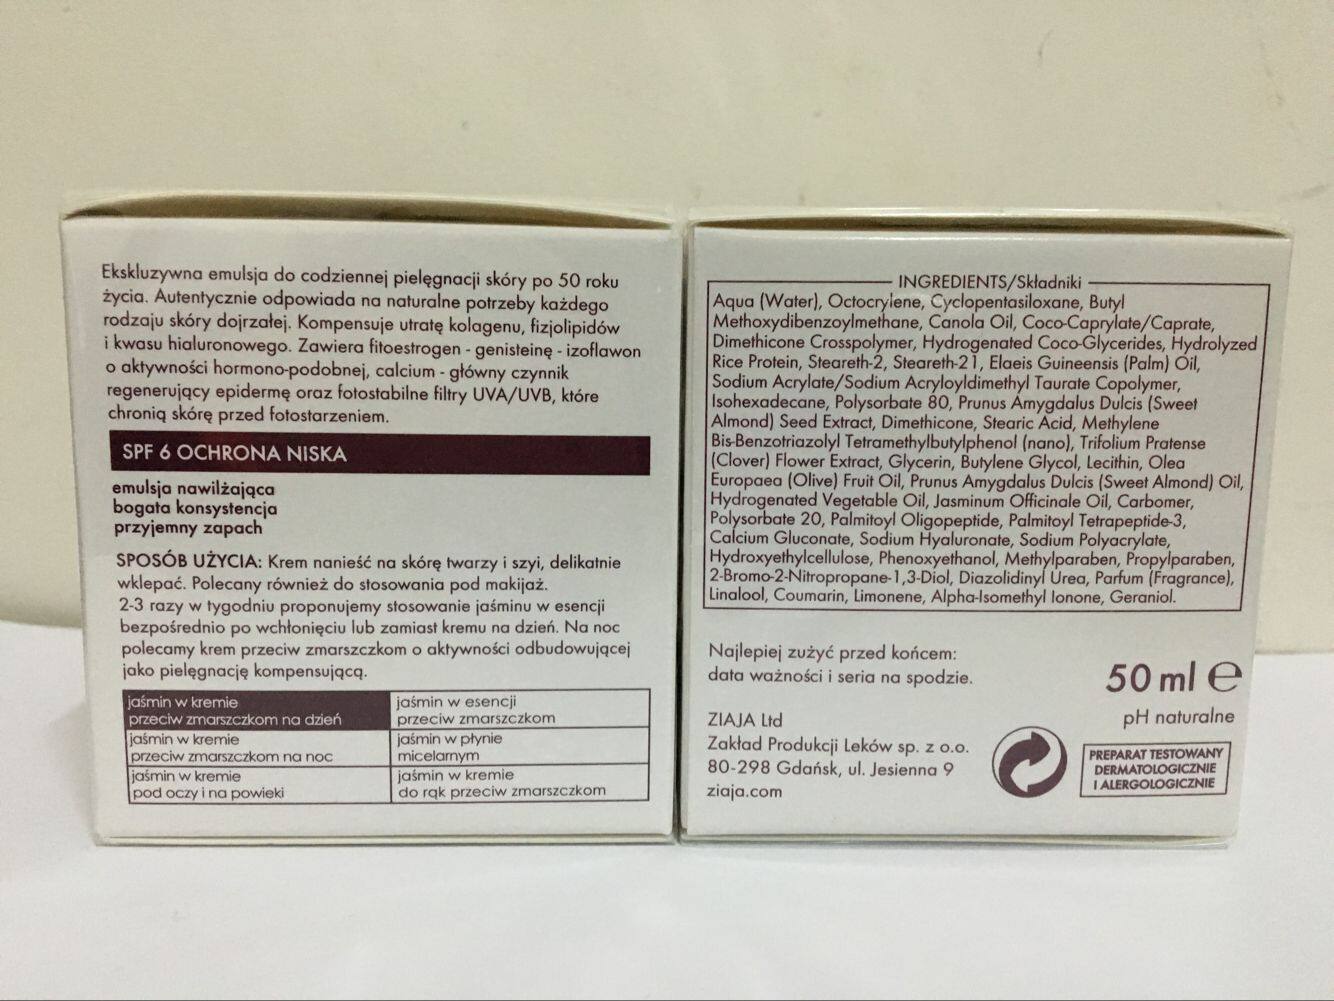 Ekskluzywna emulsja do codziennej pielęgnacji skóry po 50 roku
życia. Autentycznie odpowiada na naturalne potrzeby każdego
rodzaju skóry dojrzałej. Kompensuje utratę kolagenu, fizjolipidów
i kwasu hialuronowego. Zawiera fitoestrogen - genisteinę - izoflawon
o aktywności hormono-podobnej, calcium - główny czynnik
regenerujący epidermę oraz fotostabilne filtry UVA/UVB, które
chronią skórę przed fotostarzeniem.
SPF 6 OCHRONA NISKA
emulsja nawilżająca
bogata konsystencja
przyjemny zapach
SPOSÓB UŻYCIA: Krem nanieść na skórę twarzy i szyi, delikatnie
wklepać. Polecany również do stosowania pod makijaż.
2-3 razy w tygodniu proponujemy stosowanie jaśminu w esencji
bezpośrednio po wchłonięciu lub zamiast kremu na dzień. Na noc
polecamy krem przeciw zmarszczkom o aktywności odbudowującej
jako pielęgnację kompensującą.
jaśmin w kremie
przeciw zmarszczkom na dzień
jaśmin w esencji
przeciw zmarszczkom
jaśmin w kremie
przeciw zmarszczkom na noc
jaśmin w płynie
micelarnym
jaśmin w kremie
pod oczy i na powieki
jaśmin w kremie
do rąk przeciw zmarszczkom
INGREDIENTS/Składniki
Aqua (Water), Octocrylene, Cyclopentasiloxane, Butyl
Methoxydibenzoylmethane, Canola Oil, Coco-Caprylate/Caprate,
Dimethicone Crosspolymer, Hydrogenated Coco-Glycerides, Hydrolyzed
Rice Protein, Steareth-2, Steareth-21, Elaeis Guineensis (Palm) Oil,
Sodium Acrylate/Sodium Acryloyldimethyl Taurate Copolymer,
Isohexadecane, Polysorbate 80, Prunus Amygdalus Dulcis (Sweet
Almond) Seed Extract, Dimethicone, Stearic Acid, Methylene
Bis-Benzotriazolyl Tetramethylbutylphenol (nano), Trifolium Pratense
(Clover) Flower Extract, Glycerin, Butylene Glycol, Lecithin, Olea
Europaea (Olive) Fruit Oil, Prunus Amygdalus Dulcis (Sweet Almond) Oil,
Hydrogenated Vegetable Oil, Jasminum Officinale Oil, Carbomer,
Polysorbate 20, Palmitoyl Oligopeptide, Palmitoyl Tetrapeptide-3,
Calcium Gluconate, Sodium Hyaluronate, Sodium Polyacrylate,
Hydroxyethylcellulose, Phenoxyethanol, Methylparaben, Propylparaben,
2-Bromo-2-Nitropropane-1,3-Diol, Diazolidinyl Urea, Parfum (Fragrance),
Linalool, Coumarin, Limonene, Alpha-Isomethyl Ionone, Geraniol.
Najlepiej zużyć przed końcem:
data ważności i seria na spodzie.
50 ml e
pH naturalne
ZIAJA Ltd
Zakład Produkcji Leków sp. z o.o.
80-298 Gdańsk, ul. Jesienna 9
ziaja.com
PREPARAT TESTOWANY
DERMATOLOGICZNIE
I ALERGOLOGICZNIE